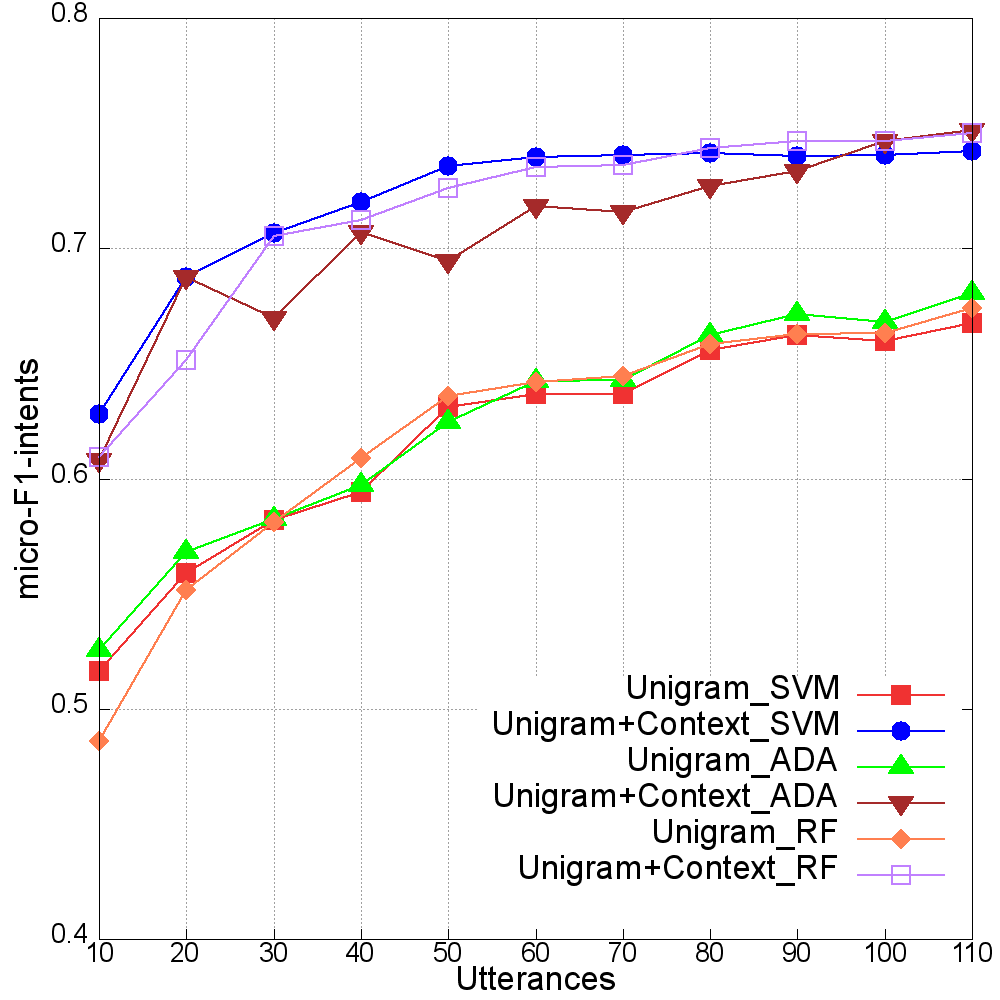 0.8
0.7
0.6
0.5
0.4
micro-F1-intents
Unigram_SVM
Unigram+Context_SVM
Unigram_ADA
Unigram+Context_ADA
Unigram_RF
Unigram+Context_RF
10 20 30 40 50 60 70 80 90 100 110
Utterances